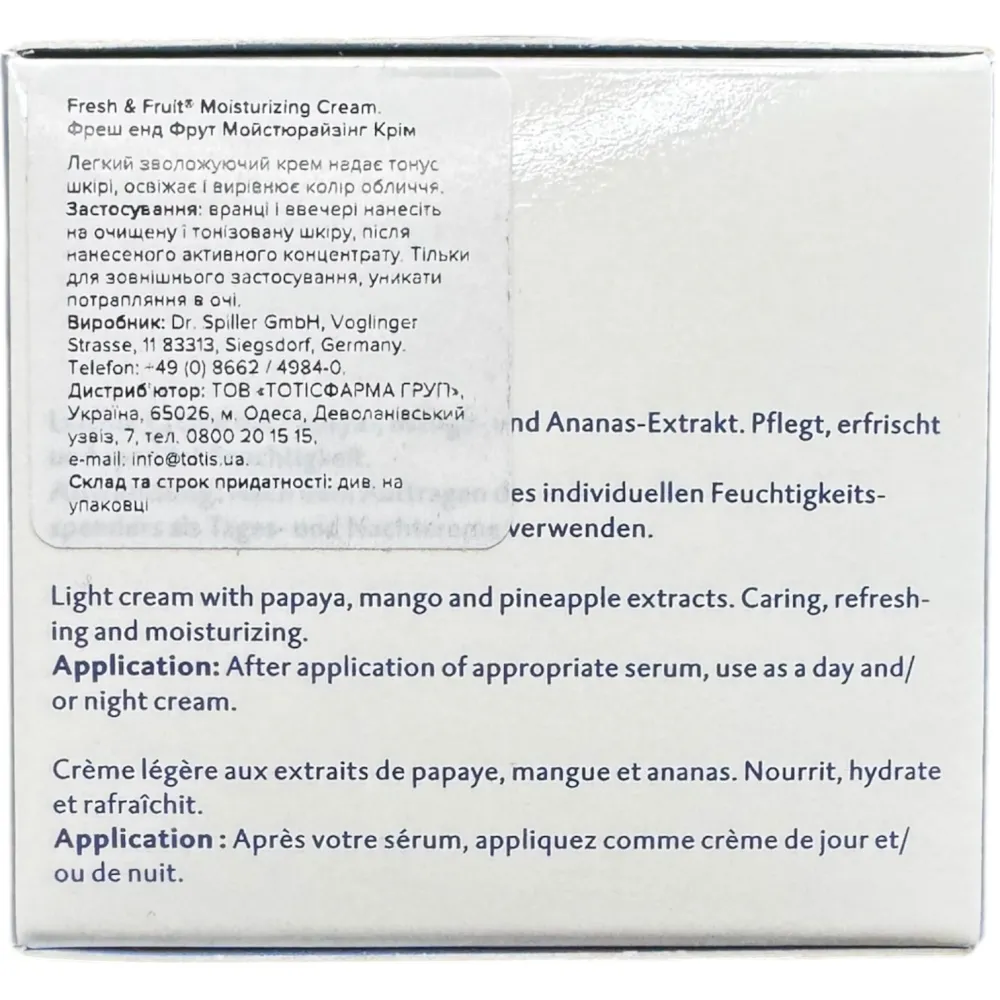 Fresh & Fruit® Moisturizing Cream.
Фреш енд Фрут Мойстюрайзінг Крім
Легкий зволожуючий крем надає тонус
шкірі, освіжає і вирівнює колір обличчя.
Застосування: вранці і ввечері нанесіть
на очищену і тонізовану шкіру, після
нанесеного активного концентрату. Тільки
для зовнішнього застосування, уникати
потрапляння в очі.
Виробник: Dr. Spiller GmbH, Voglinger
Strasse, 11 83313, Siegsdorf, Germany.
Telefon: +49 (0) 8662 / 4984-0.
Дистриб'ютор: ТОВ «ТОТІСФАРМА ГРУП»,
Україна, 65026, м. Одеса, Деволанівський
узвіз, 7, тел. 0800 20 15 15,
e-mail: info@totis.ua.
Склад та строк придатності: див. на
упаковці
nd Ananas-Extrakt. Pflegt, erfrischt
es individuellen Feuchtigkeits-
spenders als Tages- und Nachtcreme verwenden.
Light cream with papaya, mango and pineapple extracts. Caring, refresh-
ing and moisturizing.
Application: After application of appropriate serum, use as a day and/
or night cream.
Crème légère aux extraits de papaye, mangue et ananas. Nourrit, hydrate
et rafraîchit.
Application : Après votre sérum, appliquez comme crème de jour et/
ou de nuit.